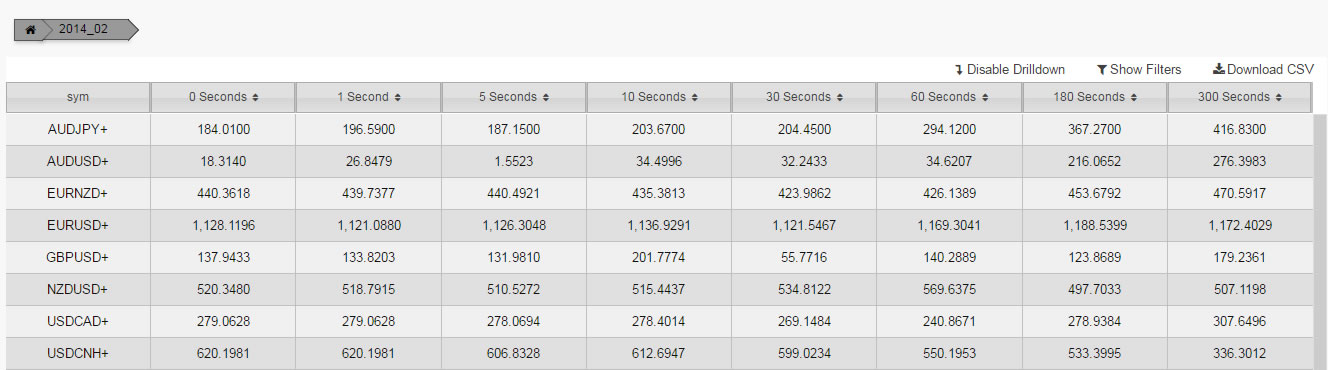 2014_02
Disable Drilldown Show Filters Download CSV
sym 0 Seconds 1 Second 5 Seconds 10 Seconds 30 Seconds 60 Seconds 180 Seconds 300 Seconds
AUDJPY+ 184.0100 196.5900 187.1500 203.6700 204.4500 294.1200 367.2700 416.8300
AUDUSD+ 18.3140 26.8479 1.5523 34.4996 32.2433 34.6207 216.0652 276.3983
EURNZD+ 440.3618 439.7377 440.4921 435.3813 423.9862 426.1389 453.6792 470.5917
EURUSD+ 1,128.1196 1,121.0880 1,126.3048 1,136.9291 1,121.5467 1,169.3041 1,188.5399 1,172.4029
GBPUSD+ 137.9433 133.8203 131.9810 201.7774 55.7716 140.2889 123.8689 179.2361
NZDUSD+ 520.3480 518.7915 510.5272 515.4437 534.8122 569.6375 497.7033 507.1198
USDCAD+ 279.0628 279.0628 278.0694 278.4014 269.1484 240.8671 278.9384 307.6496
USDCNH+ 620.1981 620.1981 606.8328 612.6947 599.0234 550.1953 533.3995 336.3012